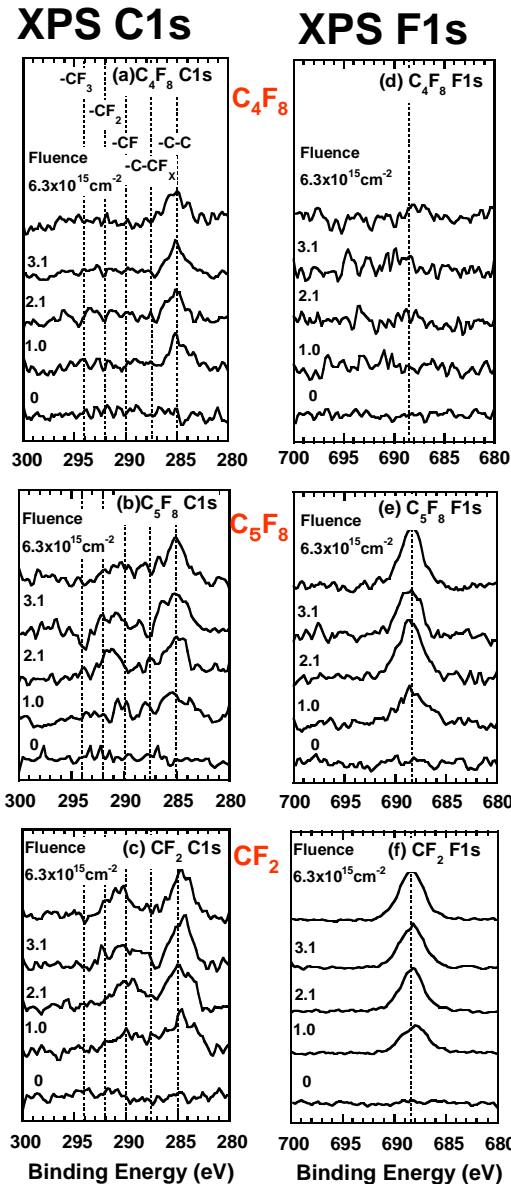 XPS C1s XPS F1s
(a)C4F8 C1s
-CF3
-CF2
-CF
-C-C
-C-CFx
Fluence
6.3x10^15cm^-2
3.1
2.1
1.0
0
300 295 290 285 280
C4F8
(d) C4F8 F1s
Fluence
6.3x10^15cm^-2
3.1
2.1
1.0
0
700 695 690 685 680
(b)C5F8 C1s
Fluence
6.3x10^15cm^-2
3.1
2.1
1.0
0
300 295 290 285 280
C5F8
(e) C5F8 F1s
Fluence
6.3x10^15cm^-2
3.1
2.1
1.0
0
700 695 690 685 680
(c) CF2 C1s
Fluence
6.3x10^15cm^-2
3.1
2.1
1.0
0
300 295 290 285 280
Binding Energy (eV)
CF2
(f) CF2 F1s
Fluence
6.3x10^15cm^-2
3.1
2.1
1.0
0
700 695 690 685 680
Binding Energy (eV)